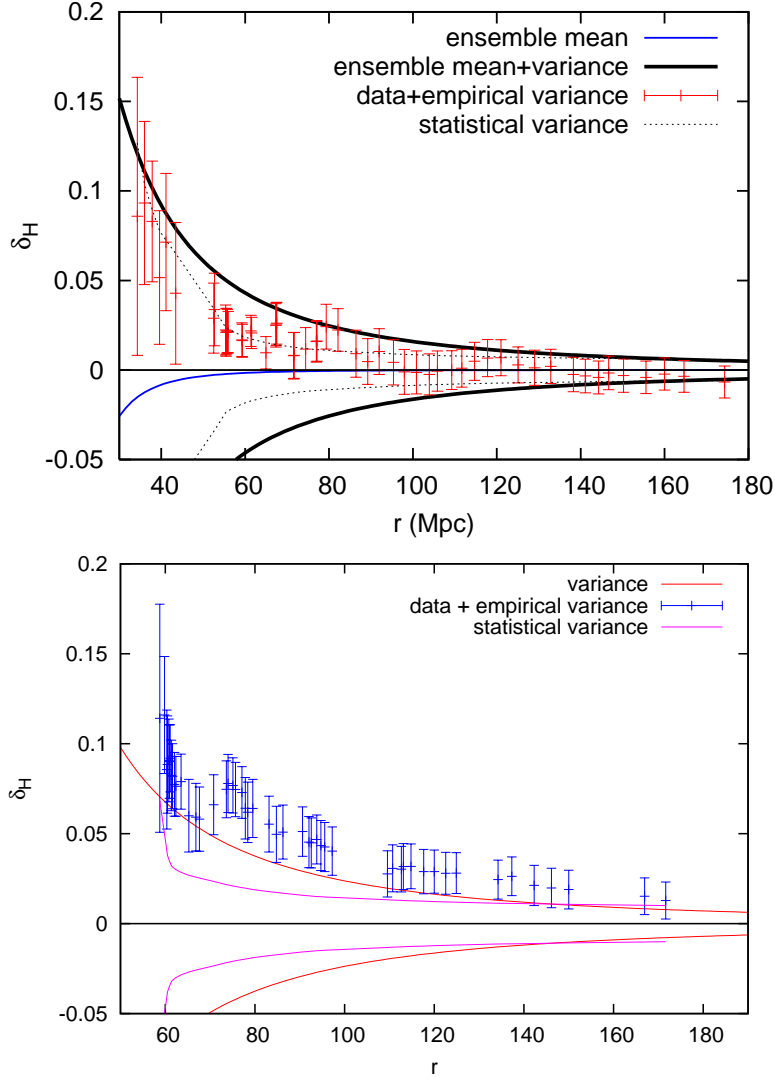 0.2
ensemble mean
ensemble mean+variance
data+empirical variance
statistical variance
0.15
0.1
δH
0.05
0
-0.05
40 60 80 100 120 140 160 180
r (Mpc)
0.2
variance
data + empirical variance
statistical variance
0.15
0.1
δH
0.05
0
-0.05
60 80 100 120 140 160 180
r